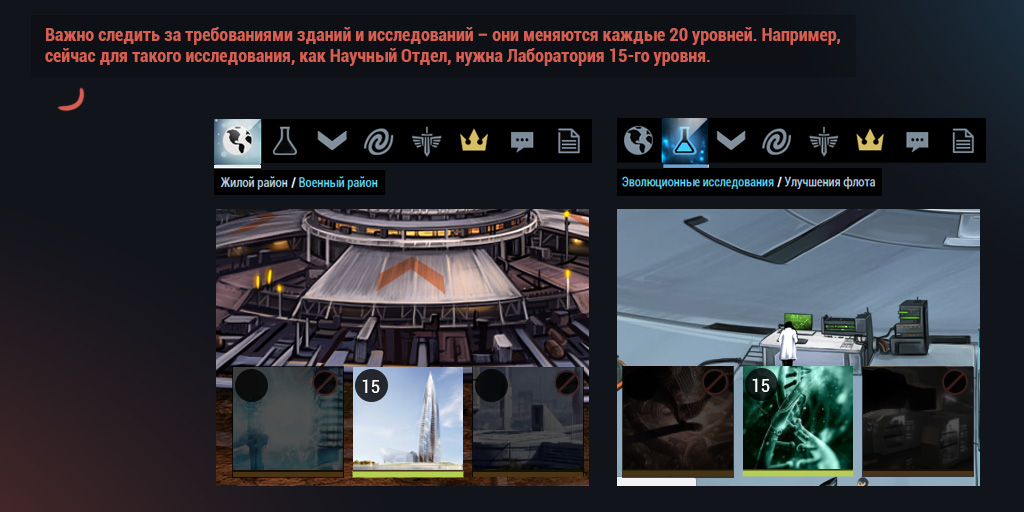 Важно следить за требованиями зданий и исследований – они меняются каждые 20 уровней. Например,
сейчас для такого исследования, как Научный Отдел, нужна Лаборатория 15-го уровня.
Жилой район / Военный район
Эволюционные исследования / Улучшения флота
15
15